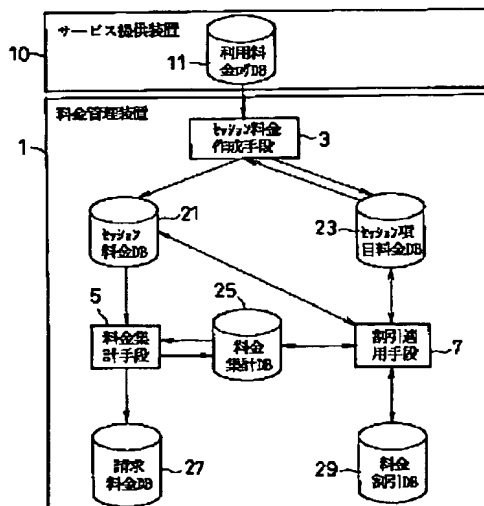 サービス提供装置
10
11
利用料
金ログDB
料金管理装置
1
セッション料金
作成手段
3
21
セッション
料金DB
23
セッション項
目料金DB
25
料金
集計DB
5
料金集
計手段
割引適
用手段
7
請求
料金DB
27
29
料金
割引DB